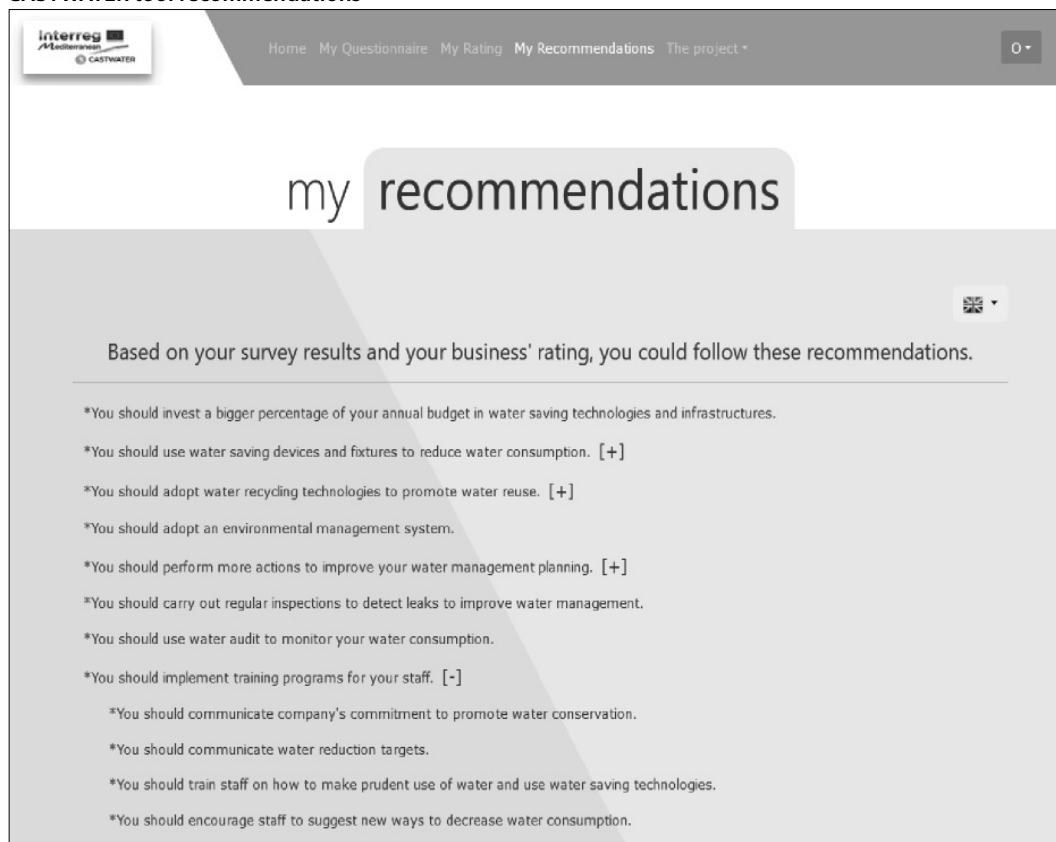 CASTWATER tool recommendations
Interreg
Mediterranean
CASTWATER
Home My Questionnaire My Rating My Recommendations The project
O
my recommendations
Based on your survey results and your business' rating, you could follow these recommendations.
*You should invest a bigger percentage of your annual budget in water saving technologies and infrastructures.
*You should use water saving devices and fixtures to reduce water consumption. [+]
*You should adopt water recycling technologies to promote water reuse. [+]
*You should adopt an environmental management system.
*You should perform more actions to improve your water management planning. [+]
*You should carry out regular inspections to detect leaks to improve water management.
*You should use water audit to monitor your water consumption.
*You should implement training programs for your staff. [-]
*You should communicate company's commitment to promote water conservation.
*You should communicate water reduction targets.
*You should train staff on how to make prudent use of water and use water saving technologies.
*You should encourage staff to suggest new ways to decrease water consumption.